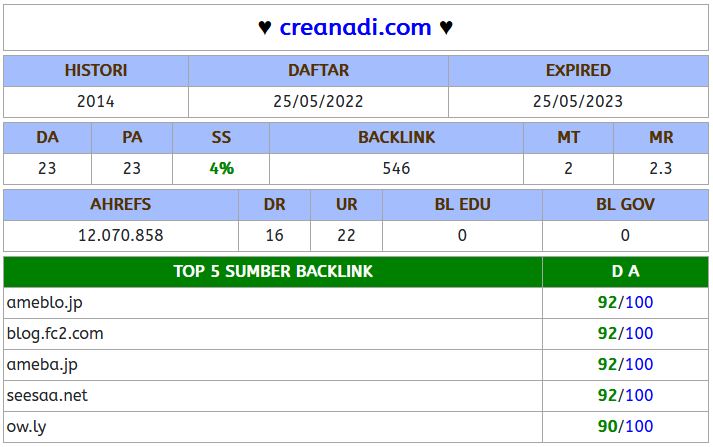 ♥ creanadi.com ♥
HISTORI DAFTAR EXPIRED
2014 25/05/2022 25/05/2023
DA PA SS BACKLINK MT MR
23 23 4% 546 2 2.3
AHREFS DR UR BL EDU BL GOV
12.070.858 16 22 0 0
TOP 5 SUMBER BACKLINK D A
ameblo.jp 92/100
blog.fc2.com 92/100
ameba.jp 92/100
seesaa.net 92/100
ow.ly 90/100